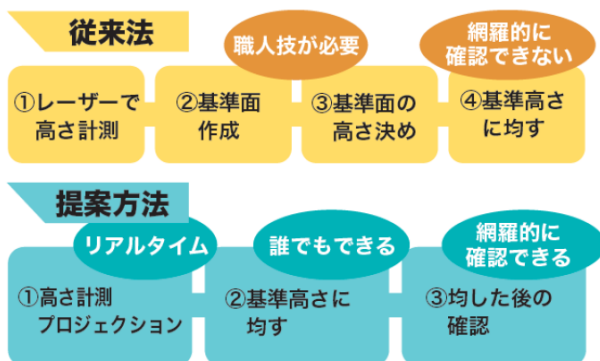 従来法
職人技が必要
網羅的に
確認できない
①レーザーで
高さ計測
②基準面
作成
③基準面の
高さ決め
④基準高さ
に均す
提案方法
リアルタイム
誰でもできる
網羅的に
確認できる
①高さ計測
プロジェクション
②基準高さに
均す
③均した後の
確認